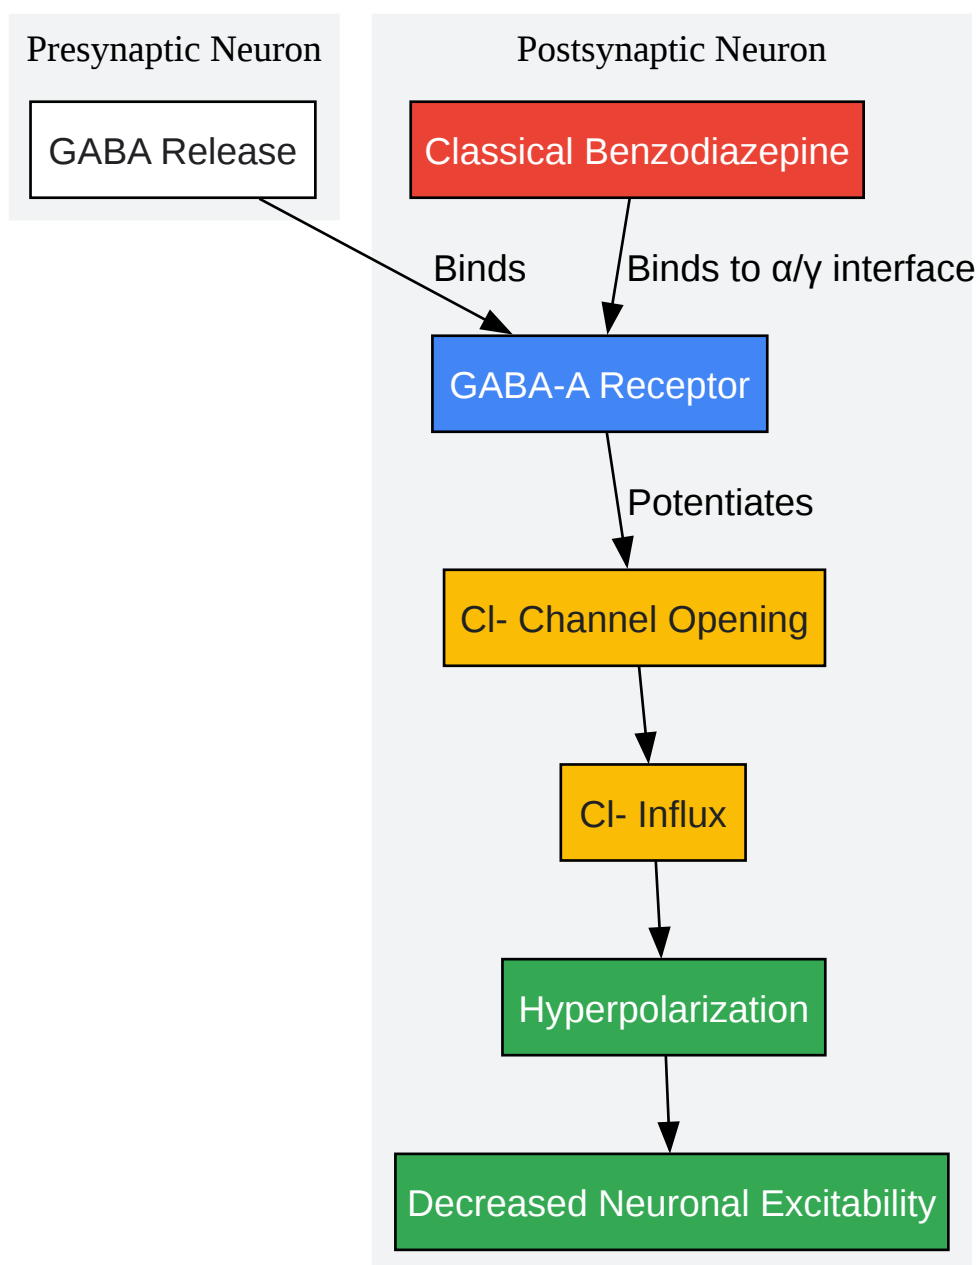 Presynaptic Neuron
Postsynaptic Neuron
GABA Release
Classical Benzodiazepine
Binds
Binds to α/γ interface
GABA-A Receptor
Potentiates
Cl- Channel Opening
Cl- Influx
Hyperpolarization
Decreased Neuronal Excitability